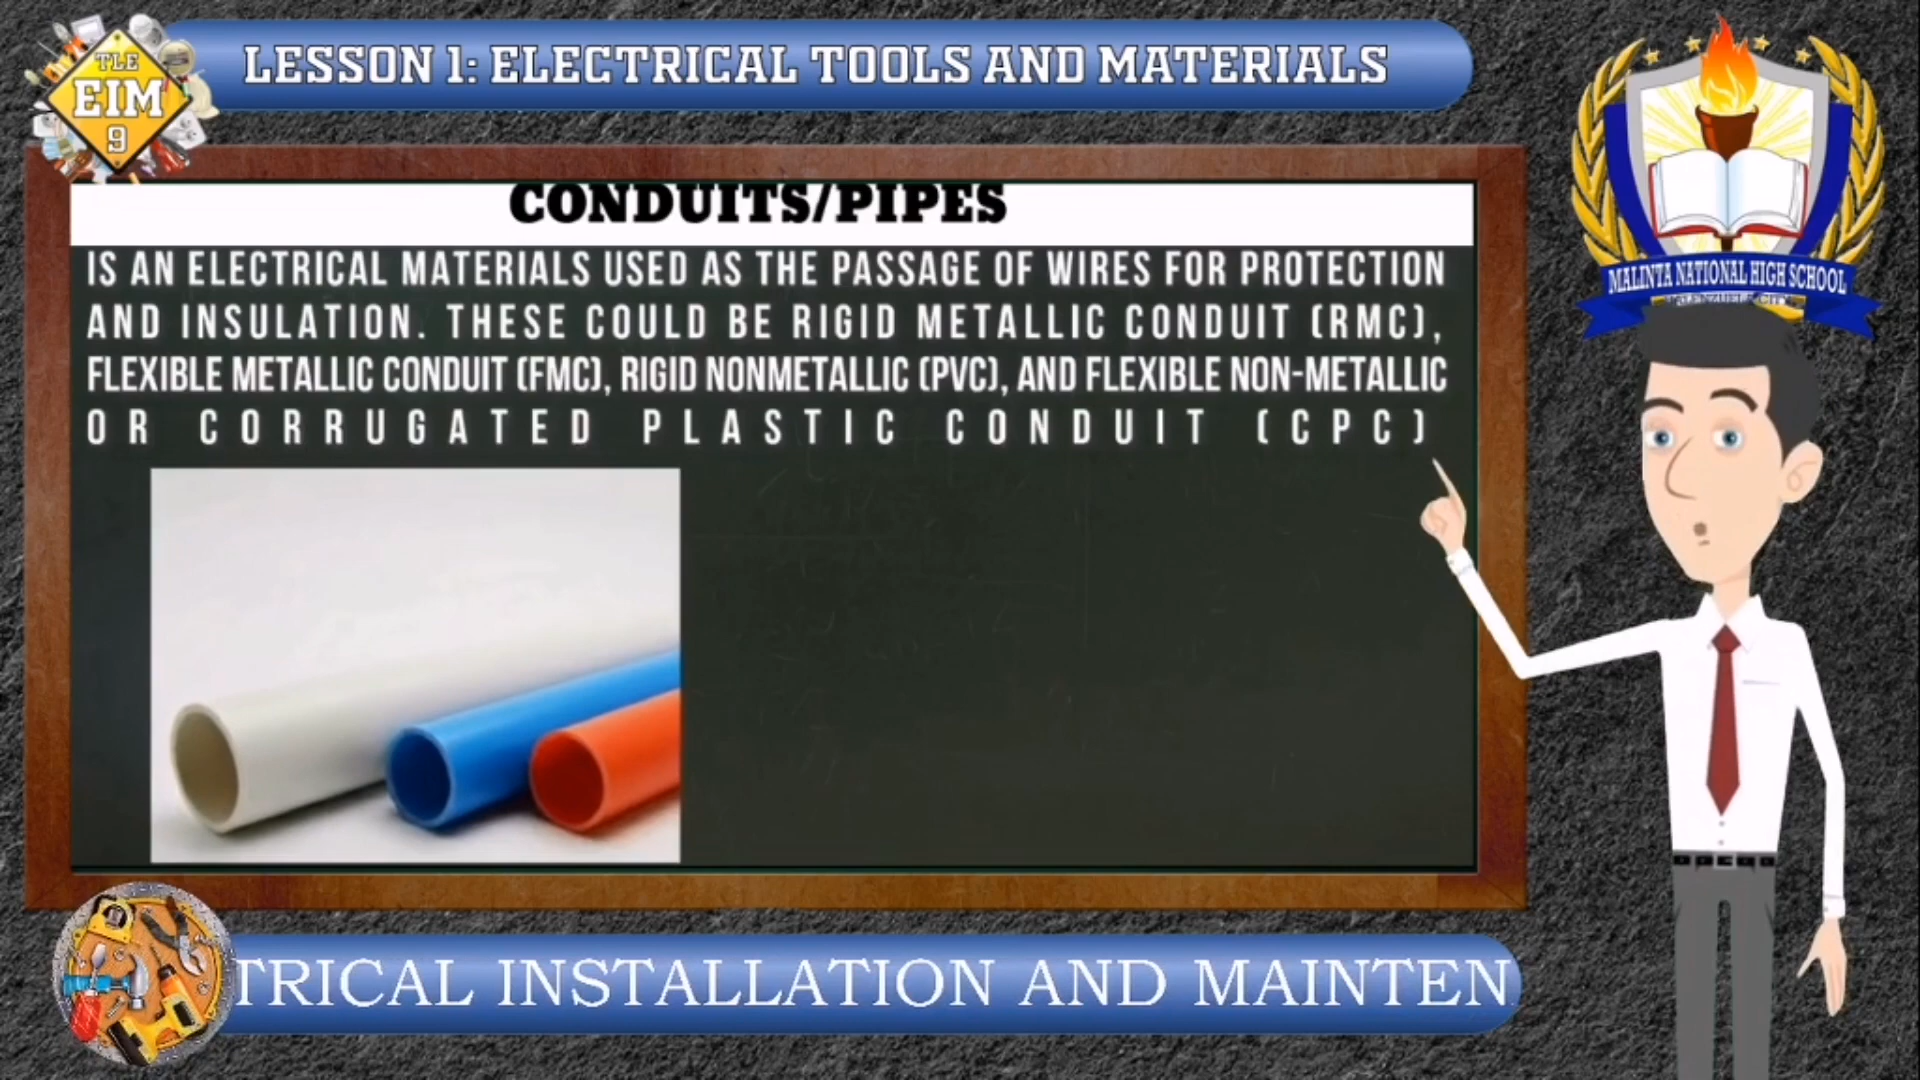 TLE
EIM
9
LESSON 1: ELECTRICAL TOOLS AND MATERIALS
MALINTA NATIONAL HIGH SCHOOL
VALENZUELA CITY
CONDUITS/PIPES
IS AN ELECTRICAL MATERIALS USED AS THE PASSAGE OF WIRES FOR PROTECTION
AND INSULATION. THESE COULD BE RIGID METALLIC CONDUIT (RMC),
FLEXIBLE METALLIC CONDUIT (FMC), RIGID NONMETALLIC (PVC), AND FLEXIBLE NON-METALLIC
OR CORRUGATED PLASTIC CONDUIT (CPC)
TRICAL INSTALLATION AND MAINTEN